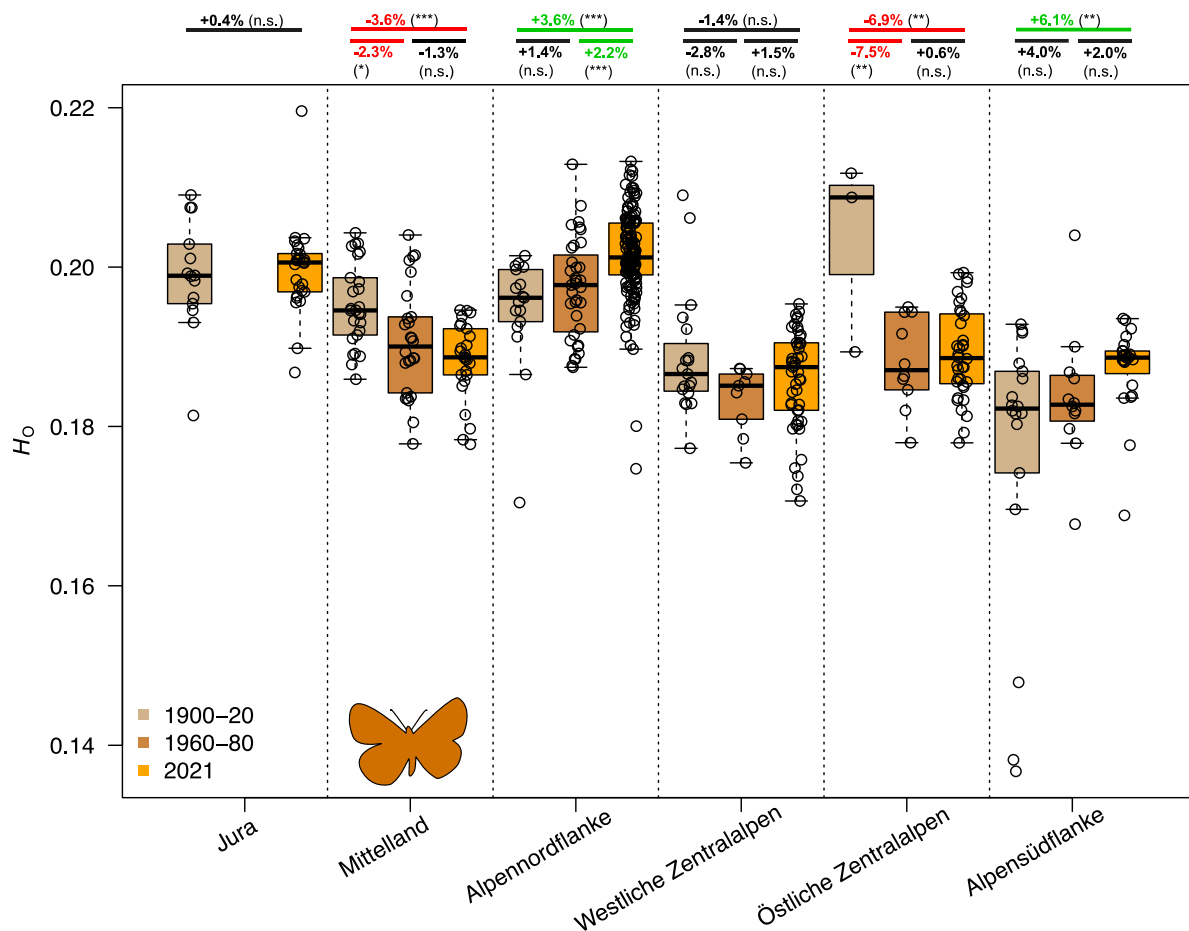 +0.4% (n.s.)
-3.6% (***)
+3.6% (***)
-1.4% (n.s.)
-6.9% (**)
+6.1% (**)
-2.3% -1.3%
(*) (n.s.)
+1.4% +2.2%
(n.s.) (***)
-2.8% +1.5%
(n.s.) (n.s.)
-7.5% +0.6%
(**) (n.s.)
+4.0% +2.0%
(n.s.) (n.s.)
0.22
0.20
0.18
0.16
0.14
HO
1900–20
1960–80
2021
Jura
Mittelland
Alpennordflanke
Westliche Zentralalpen
Östliche Zentralalpen
Alpensüdflanke